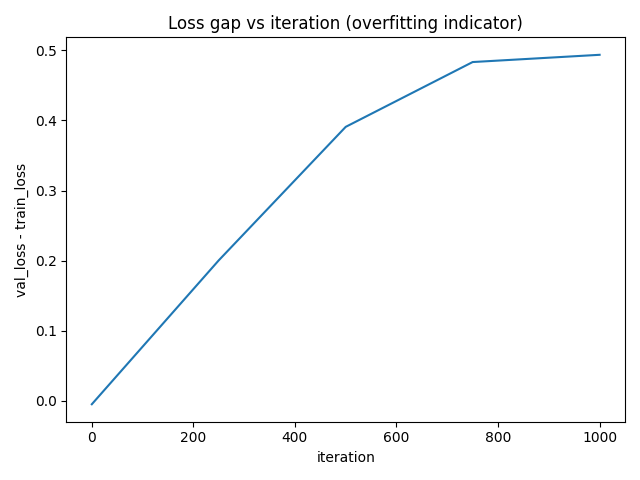 Loss gap vs iteration (overfitting indicator)
0.5
0.4
0.3
0.2
0.1
0.0
val_loss - train_loss
0 200 400 600 800 1000
iteration